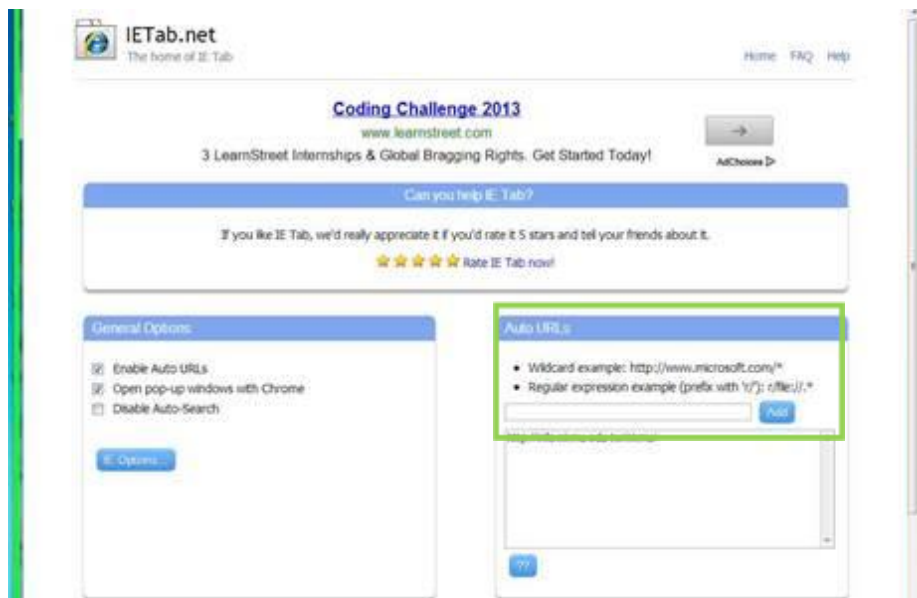 IETab.net
The home of IE Tab
Home FAQ Help
Coding Challenge 2013
www.learnstreet.com
3 LearnStreet Internships & Global Bragging Rights. Get Started Today!
AdChoices
Can you help IE Tab?
If you like IE Tab, we'd really appreciate it if you'd rate it 5 stars and tell your friends about it.
Rate IE Tab now!
General Options
Enable Auto URLs
Open pop-up windows with Chrome
Disable Auto-Search
IE Options...
Auto URLs
• Wildcard example: http://www.microsoft.com/*
• Regular expression example (prefix with 'r/'): r/file://.*
Add
??